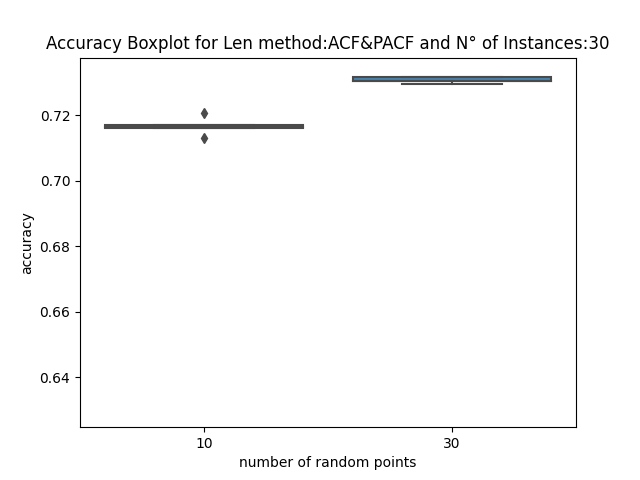 Accuracy Boxplot for Len method:ACF&PACF and N° of Instances:30
0.72
0.70
0.68
0.66
0.64
accuracy
10
30
number of random points